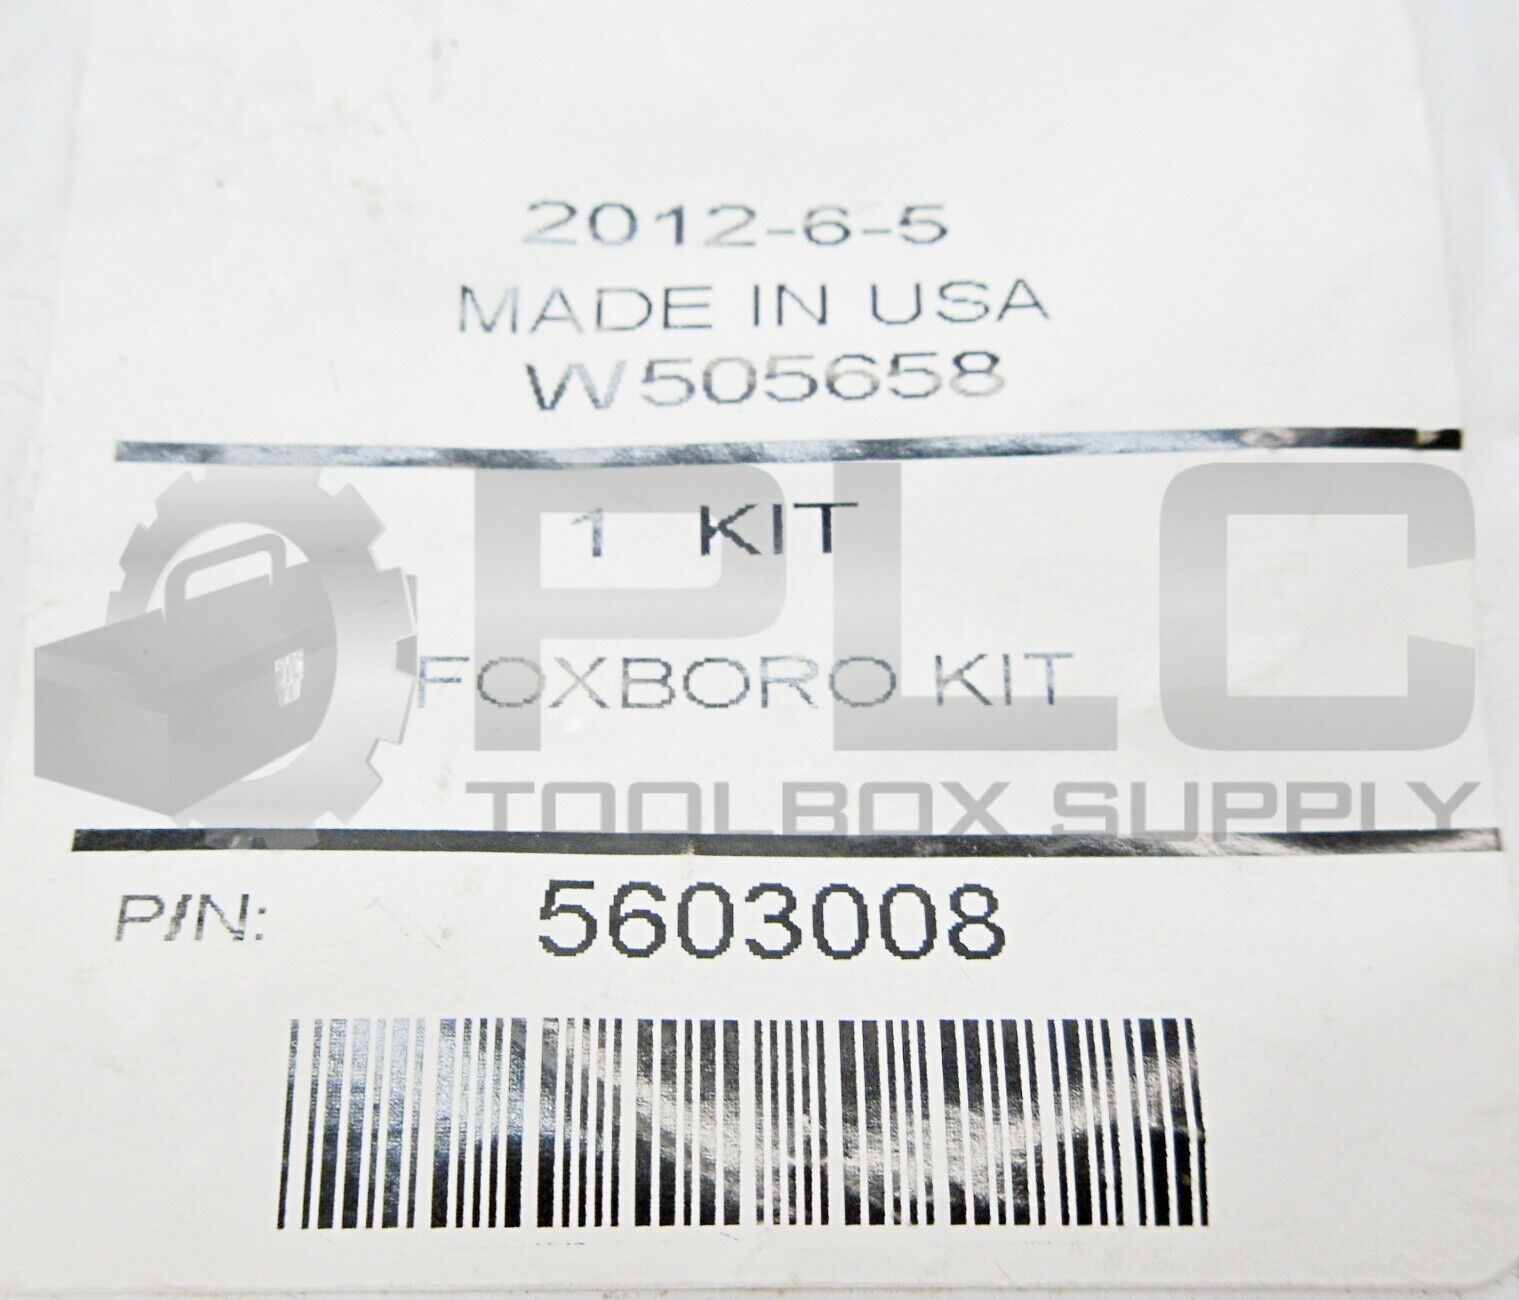 2012-6-5
MADE IN USA
W505658
1 KIT
PLC
FOXBORO KIT
TOOLBOX SUPPLY
P/N: 5603008